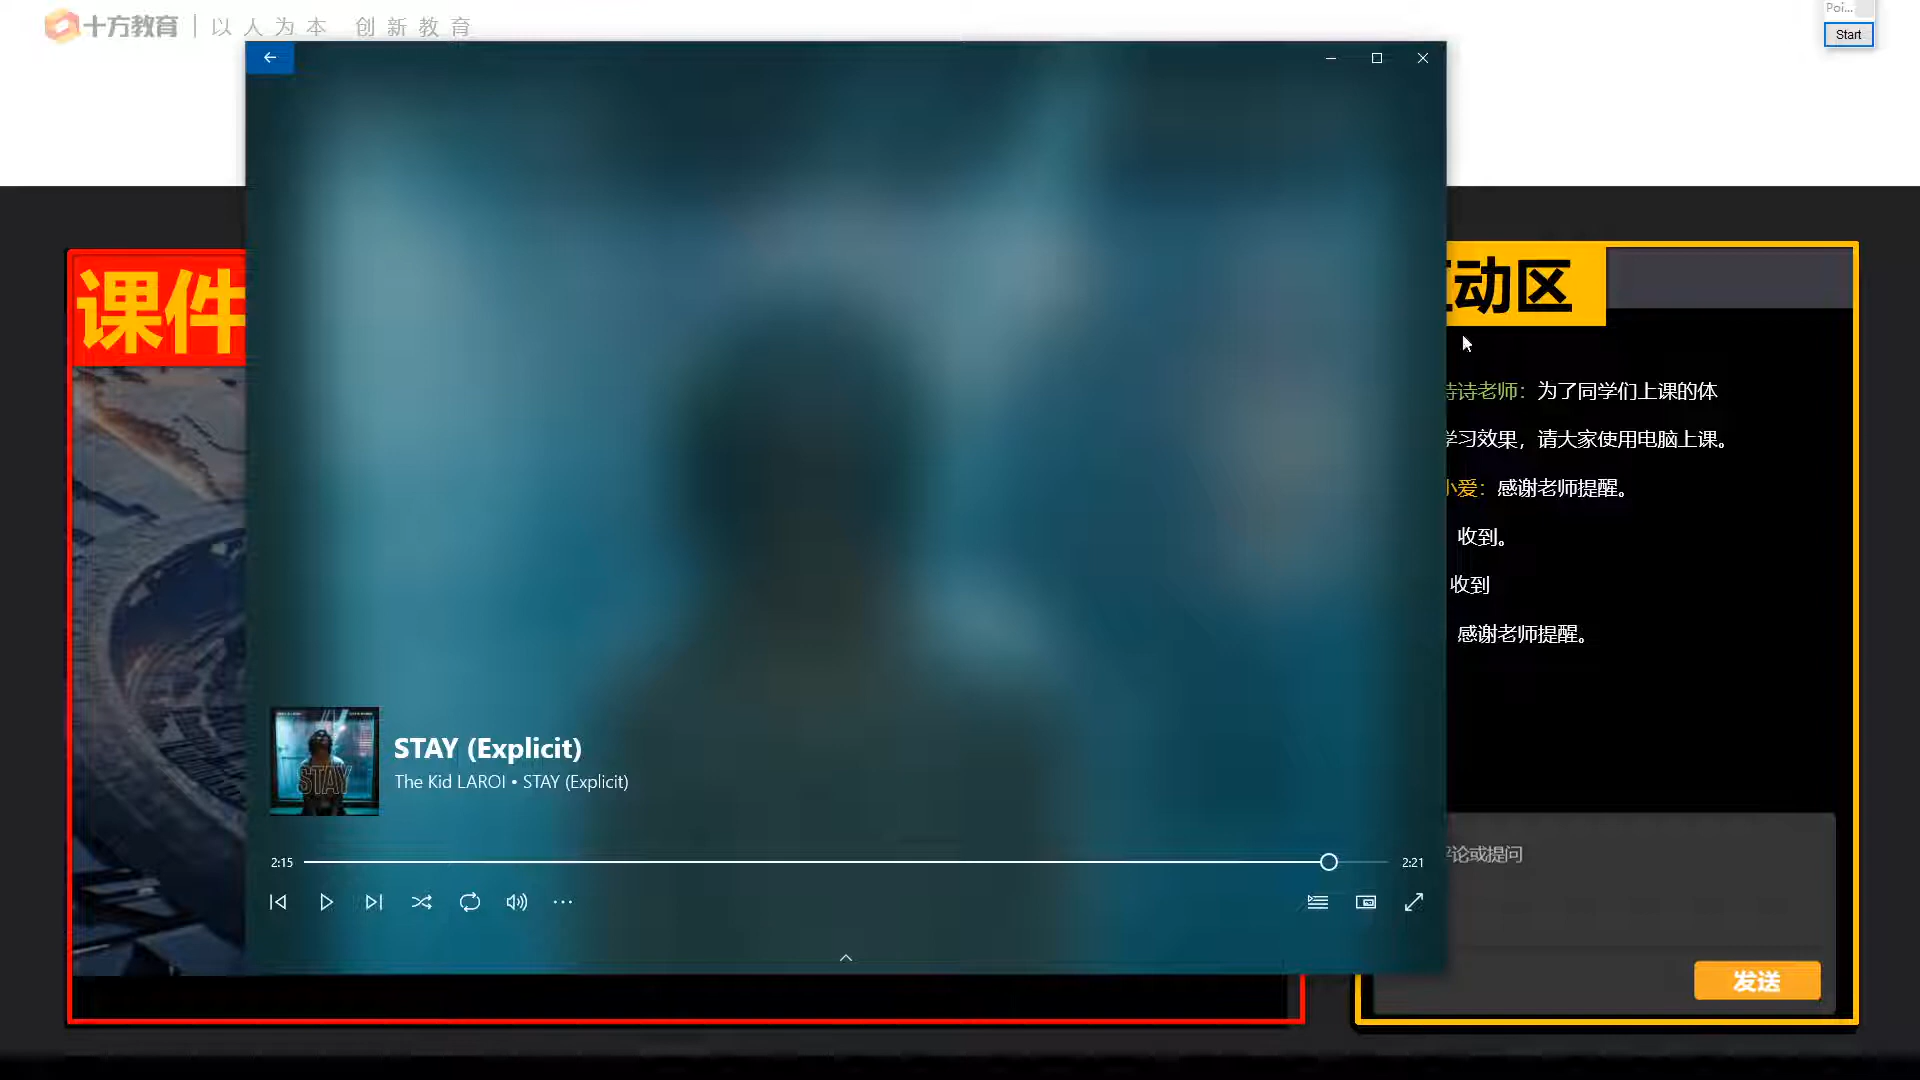 十方教育 | 以人为本 创新教育
Poi...
Start
课件
动区
诗老师：为了同学们上课的体
学习效果，请大家使用电脑上课。
小爱：感谢老师提醒。
收到。
收到
感谢老师提醒。
STAY
STAY (Explicit)
The Kid LAROI • STAY (Explicit)
2:15
2:21
评论或提问
发送